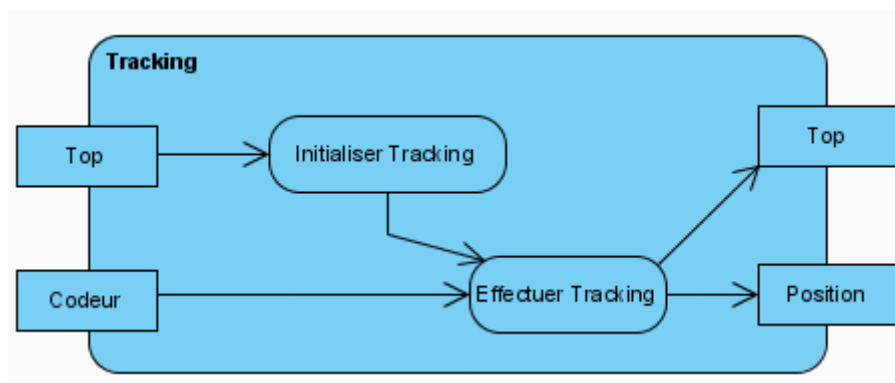 Tracking
Top
Initialiser Tracking
Top
Codeur
Effectuer Tracking
Position